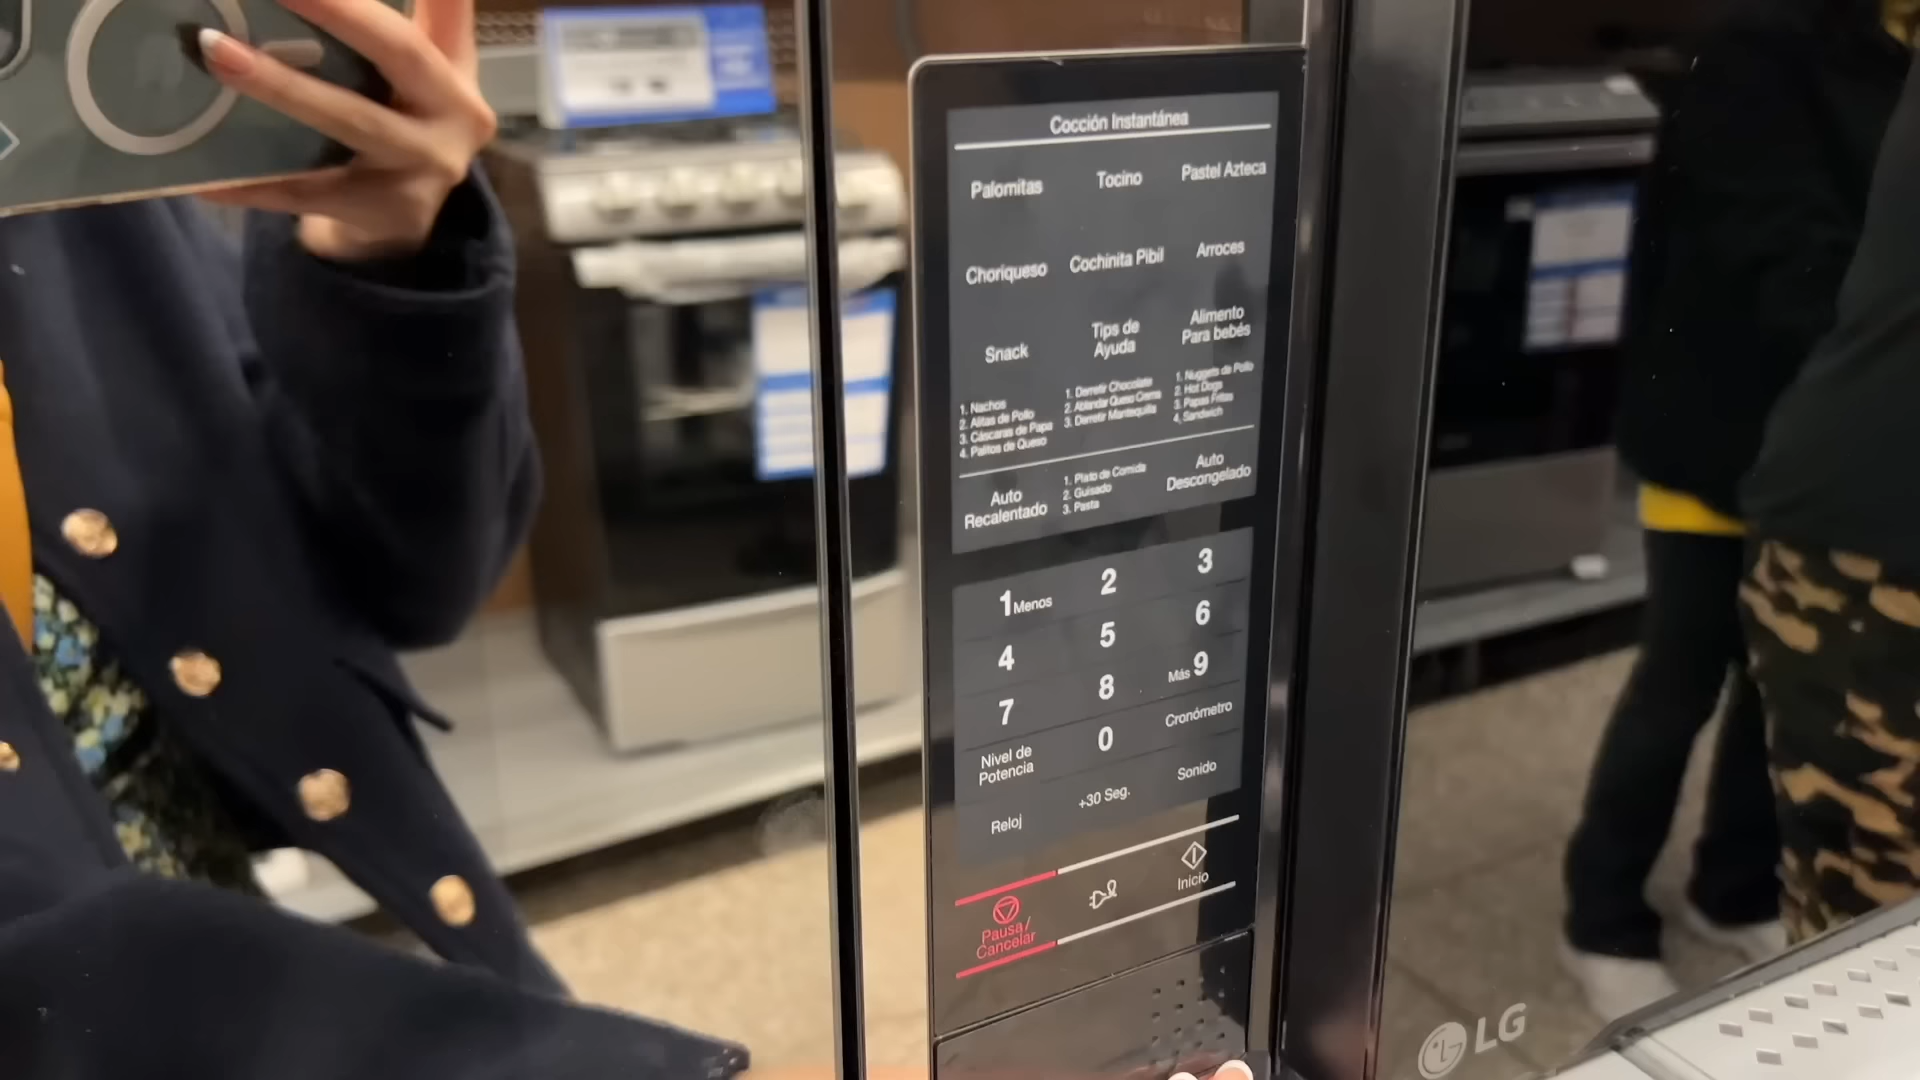 Cocción Instantánea
Palomitas Tocino Pastel Azteca
Choriqueso Cochinita Pibil Arroces
Snack
Tips de
Ayuda
Alimento
Para bebés
1. Nachos
2. Alitas de Pollo
3. Cáscaras de Papa
4. Palitos de Queso
1. Derretir Chocolate
2. Ablandar Queso Crema
3. Derretir Mantequilla
1. Nuggets de Pollo
2. Hot Dogs
3. Papas Fritas
4. Sandwich
Auto
Recalentado
1. Plato de Comida
2. Guisado
3. Pasta
Auto
Descongelado
1 Menos 2 3
4 5 6
7 8 Más 9
Nivel de
Potencia
0
Cronómetro
Reloj +30 Seg. Sonido
Pausa/
Cancelar
Inicio
LG